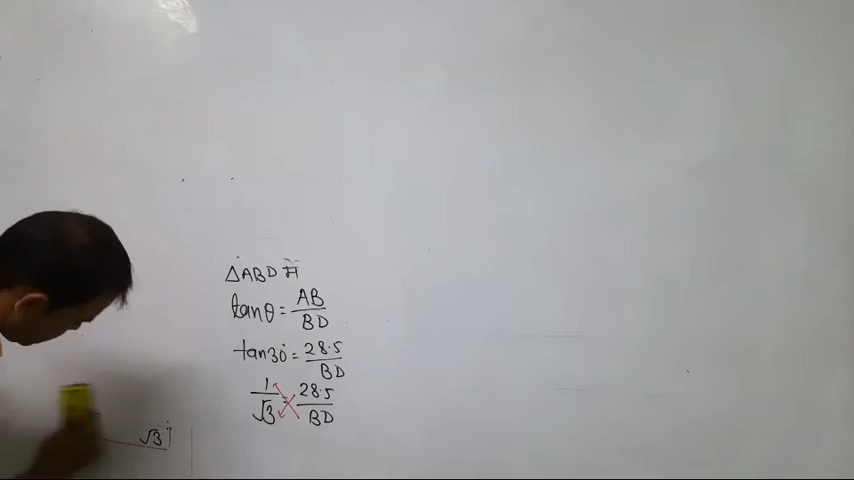 △ABD में
tanθ = AB/BD
tan30° = 28.5/BD
1/√3 = 28.5/BD
√3